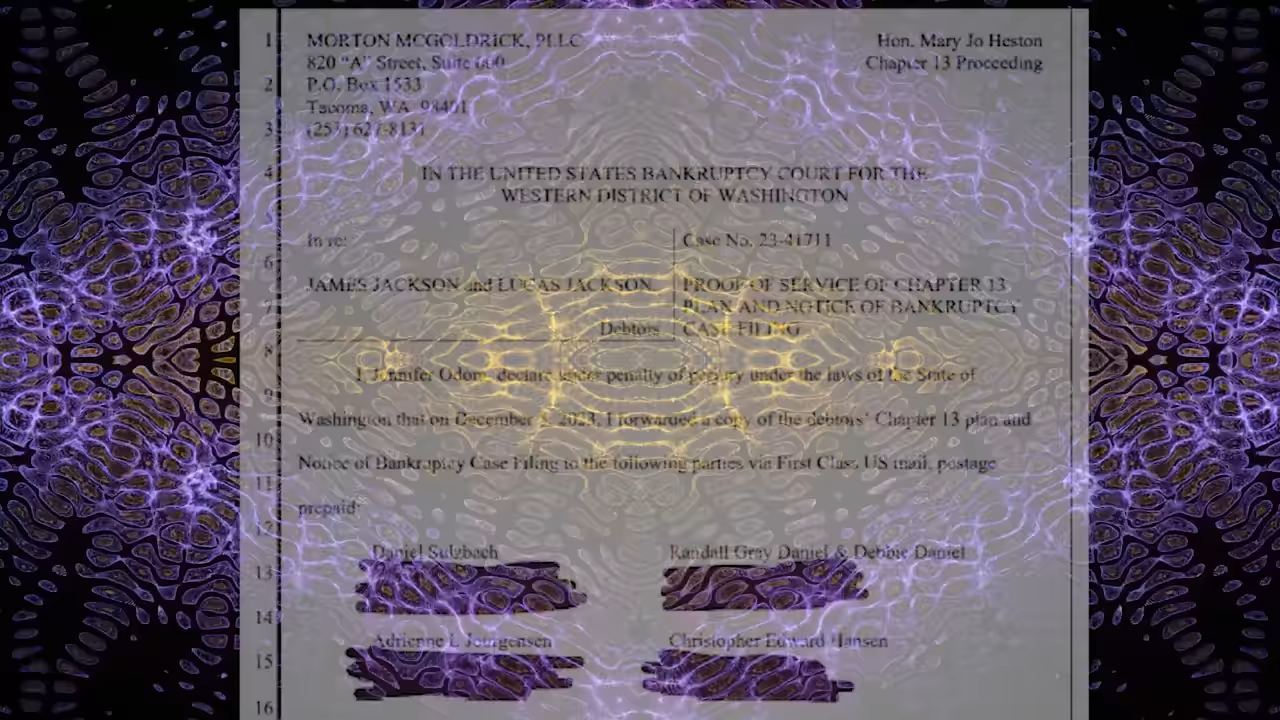 1 MORTON MCGOLDRICK, PLLC Hon. Mary Jo Heston
820 "A" Street, Suite 600 Chapter 13 Proceeding
2 P.O. Box 1533
Tacoma, WA 98401
3 (253) 627-8131
4 IN THE UNITED STATES BANKRUPTCY COURT FOR THE
WESTERN DISTRICT OF WASHINGTON
In re: Case No. 23-41711
6
JAMES JACKSON and LUCAS JACKSON, PROOF OF SERVICE OF CHAPTER 13
7 PLAN AND NOTICE OF BANKRUPTCY
Debtors CASE FILING
8
I, Jennifer Odom, declare under penalty of perjury under the laws of the State of
9
Washington that on December 2023, I forwarded a copy of the debtors' Chapter 13 plan and
10
Notice of Bankruptcy Case Filing to the following parties via First Class US mail, postage
11
prepaid:
12
Daniel Sulzbach Randall Gray Daniel & Debbie Daniel
13
14
Adrienne L Joergensen Christopher Edward Hansen
15
16